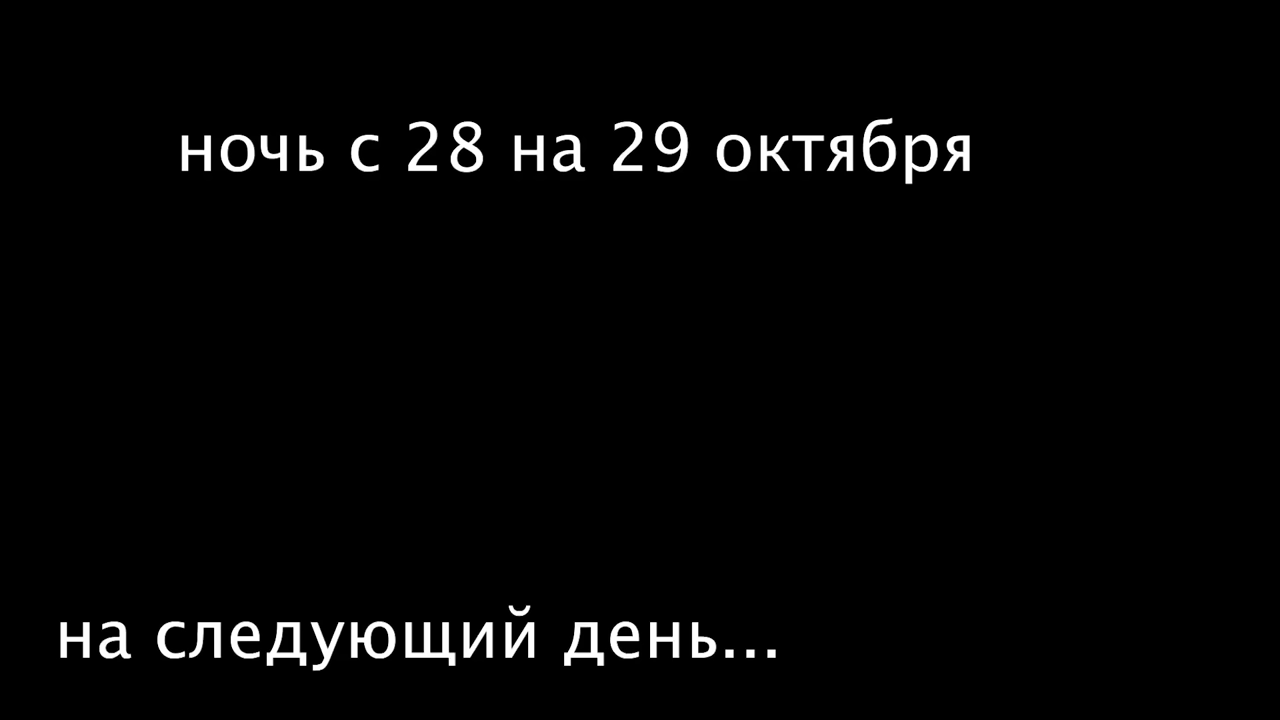 ночь с 28 на 29 октября
на следующий день...